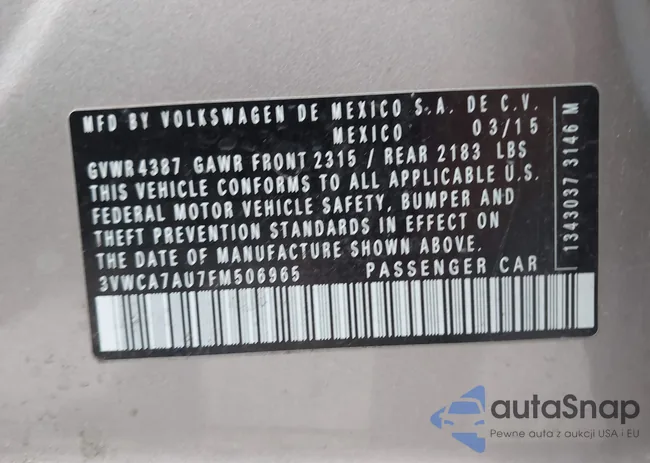 MFD BY VOLKSWAGEN DE MEXICO S.A. DE C.V.
MEXICO 03/15
GVWR 4387 GAWR FRONT 2315 / REAR 2183 LBS
THIS VEHICLE CONFORMS TO ALL APPLICABLE U.S.
FEDERAL MOTOR VEHICLE SAFETY, BUMPER AND
THEFT PREVENTION STANDARDS IN EFFECT ON
THE DATE OF MANUFACTURE SHOWN ABOVE.
3VWCA7AU7FM506965 PASSENGER CAR
1343037 3146 M
autoSnap
Pewne auta z aukcji USA i EU